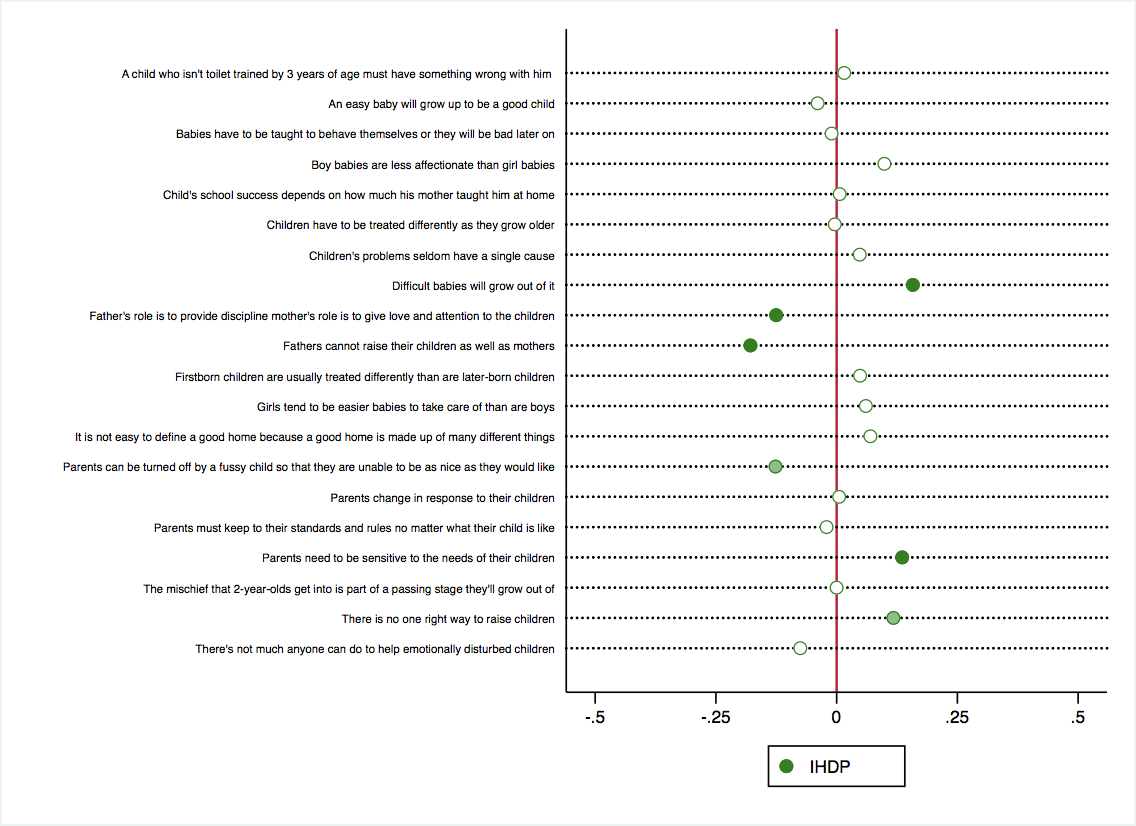 A child who isn't toilet trained by 3 years of age must have something wrong with him
An easy baby will grow up to be a good child
Babies have to be taught to behave themselves or they will be bad later on
Boy babies are less affectionate than girl babies
Child's school success depends on how much his mother taught him at home
Children have to be treated differently as they grow older
Children's problems seldom have a single cause
Difficult babies will grow out of it
Father's role is to provide discipline mother's role is to give love and attention to the children
Fathers cannot raise their children as well as mothers
Firstborn children are usually treated differently than are later-born children
Girls tend to be easier babies to take care of than are boys
It is not easy to define a good home because a good home is made up of many different things
Parents can be turned off by a fussy child so that they are unable to be as nice as they would like
Parents change in response to their children
Parents must keep to their standards and rules no matter what their child is like
Parents need to be sensitive to the needs of their children
The mischief that 2-year-olds get into is part of a passing stage they'll grow out of
There is no one right way to raise children
There's not much anyone can do to help emotionally disturbed children
-.5 -.25 0 .25 .5
IHDP